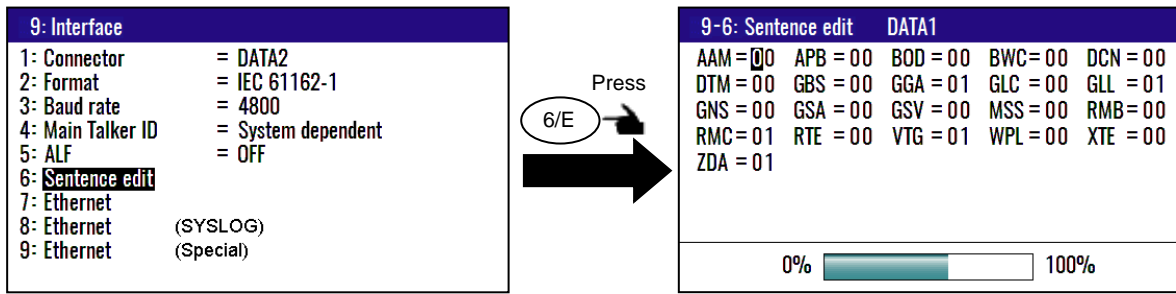 9: Interface
1: Connector = DATA2
2: Format = IEC 61162-1
3: Baud rate = 4800
4: Main Talker ID = System dependent
5: ALF = OFF
6: Sentence edit
7: Ethernet
8: Ethernet (SYSLOG)
9: Ethernet (Special)
Press
6/E
9-6: Sentence edit DATA1
AAM = 00 APB = 00 BOD = 00 BWC = 00 DCN = 00
DTM = 00 GBS = 00 GGA = 01 GLC = 00 GLL = 01
GNS = 00 GSA = 00 GSV = 00 MSS = 00 RMB = 00
RMC = 01 RTE = 00 VTG = 01 WPL = 00 XTE = 00
ZDA = 01
0% 100%